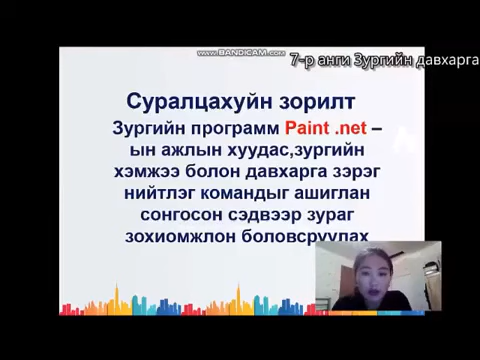 www.BANDICAM.com
7-р анги Зургийн давхарга
Суралцахуйн зорилт
Зургийн программ Paint .net –
ын ажлын хуудас,зургийн
хэмжээ болон давхарга зэрэг
нийтлэг командыг ашиглан
сонгосон сэдвээр зураг
зохиомжлон боловсруулах